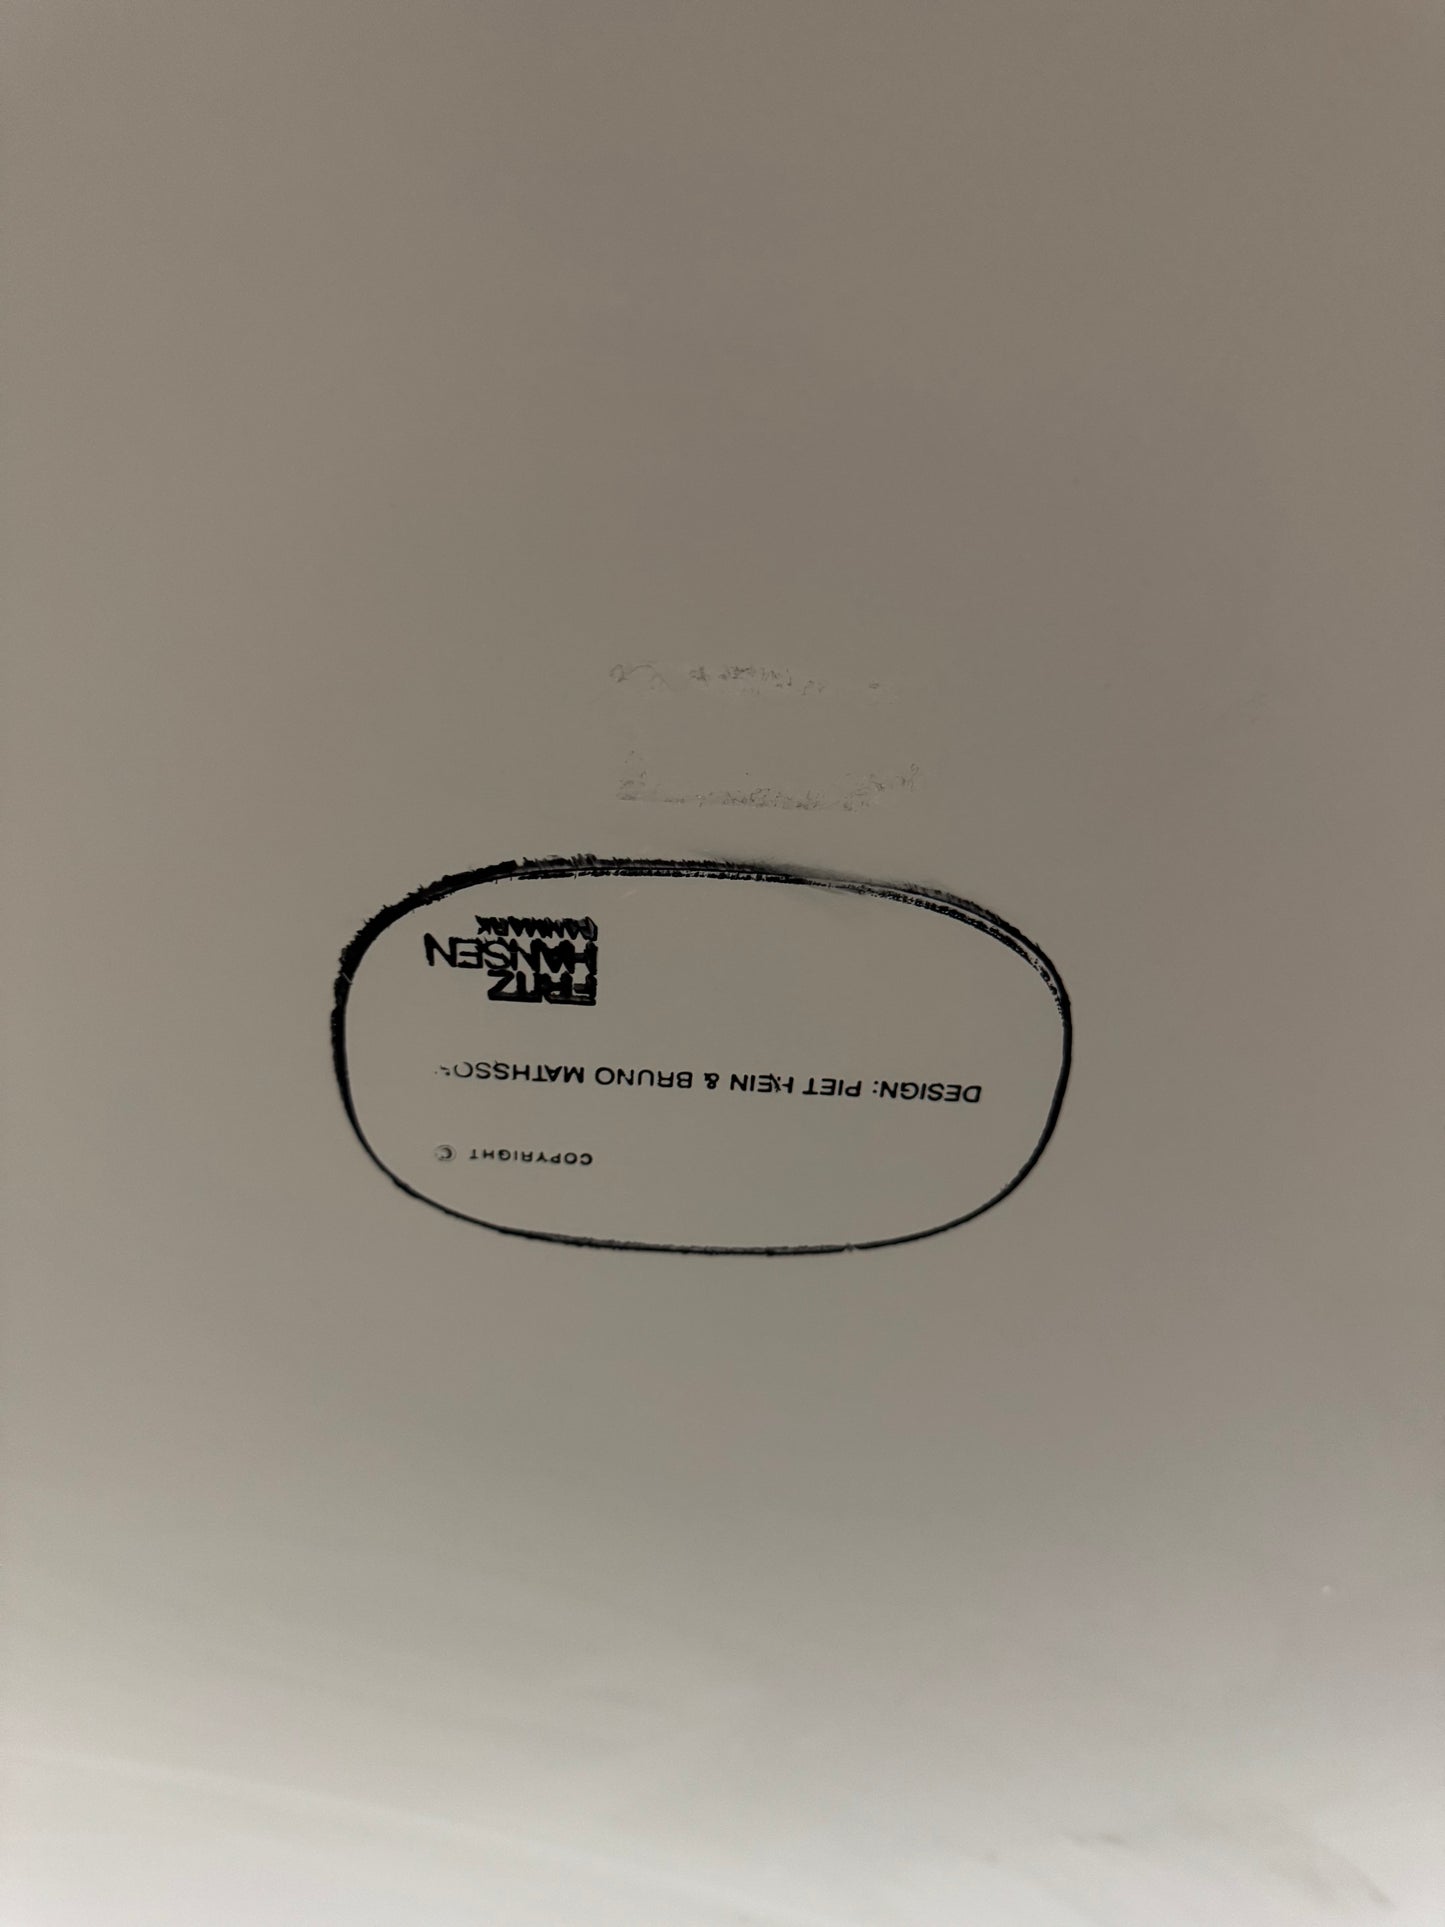 COPYRIGHT ©
DESIGN: PIET HEIN & BRUNO MATHSSON
FRITZ
HANSEN
DANMARK